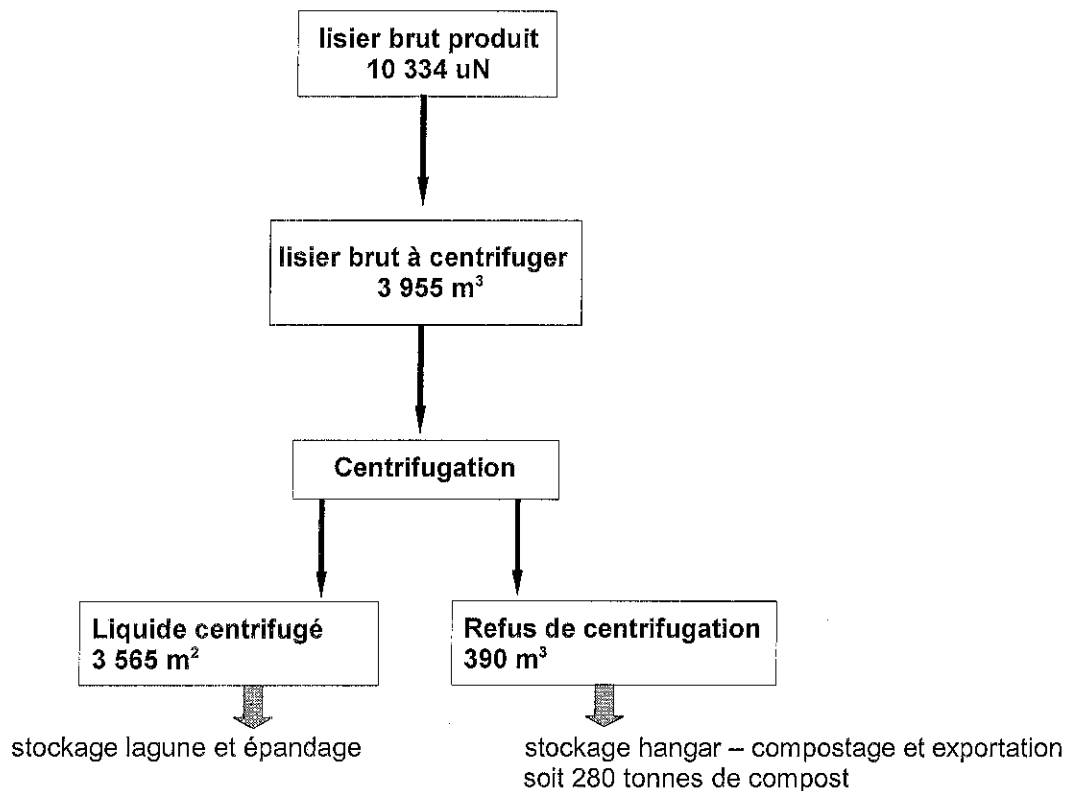 lisier brut produit
10 334 uN
lisier brut à centrifuger
3 955 m³
Centrifugation
Liquide centrifugé
3 565 m²
Refus de centrifugation
390 m³
stockage lagune et épandage
stockage hangar – compostage et exportation
soit 280 tonnes de compost